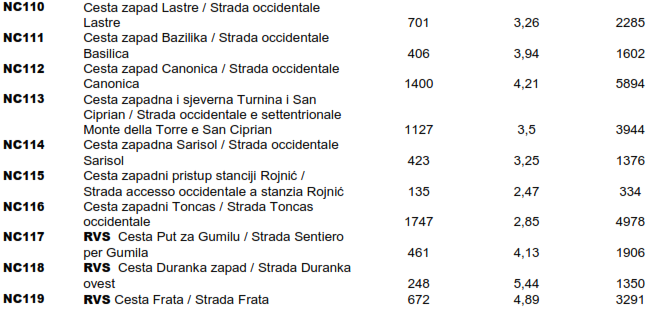 NC110 Cesta zapad Lastre / Strada occidentale
Lastre 701 3,26 2285
NC111 Cesta zapad Bazilika / Strada occidentale
Basilica 406 3,94 1602
NC112 Cesta zapad Canonica / Strada occidentale
Canonica 1400 4,21 5894
NC113 Cesta zapadna i sjeverna Turnina i San
Ciprian / Strada occidentale e settentrionale
Monte della Torre e San Ciprian 1127 3,5 3944
NC114 Cesta zapadna Sarisol / Strada occidentale
Sarisol 423 3,25 1376
NC115 Cesta zapadni pristup stanciji Rojnić /
Strada accesso occidentale a stanzia Rojnić 135 2,47 334
NC116 Cesta zapadni Toncas / Strada Toncas
occidentale 1747 2,85 4978
NC117 RVS Cesta Put za Gumilu / Strada Sentiero
per Gumila 461 4,13 1906
NC118 RVS Cesta Duranka zapad / Strada Duranka
ovest 248 5,44 1350
NC119 RVS Cesta Frata / Strada Frata 672 4,89 3291